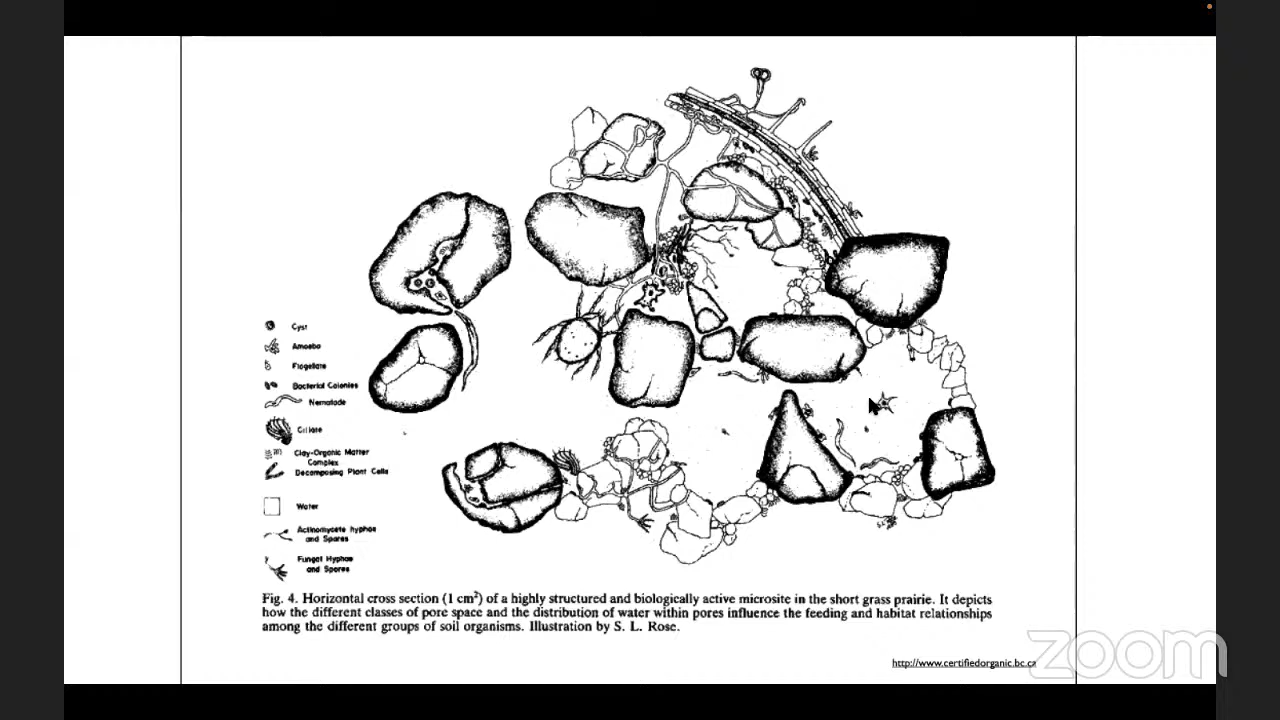 Cyst
Amoeba
Flagellate
Bacterial Colonies
Nematode
Ciliate
Clay-Organic Matter
Complex
Decomposing Plant Cells
Water
Actinomycete hyphae
and Spores
Fungal Hyphae
and Spores
Fig. 4. Horizontal cross section (1 cm²) of a highly structured and biologically active microsite in the short grass prairie. It depicts
how the different classes of pore space and the distribution of water within pores influence the feeding and habitat relationships
among the different groups of soil organisms. Illustration by S. L. Rose.
http://www.certifiedorganic.bc.ca
zoom